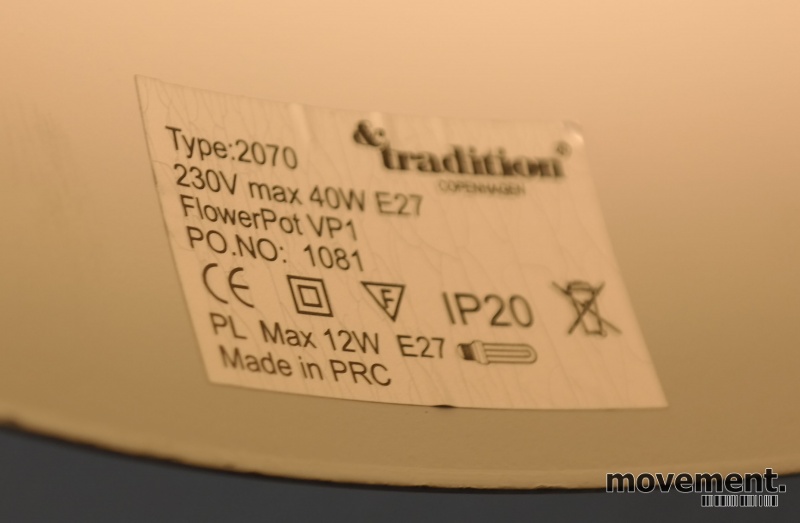 &tradition®
COPENHAGEN
Type:2070
230V max 40W E27
FlowerPot VP1
PO.NO: 1081
CE F IP20
PL Max 12W E27
Made in PRC
movement.